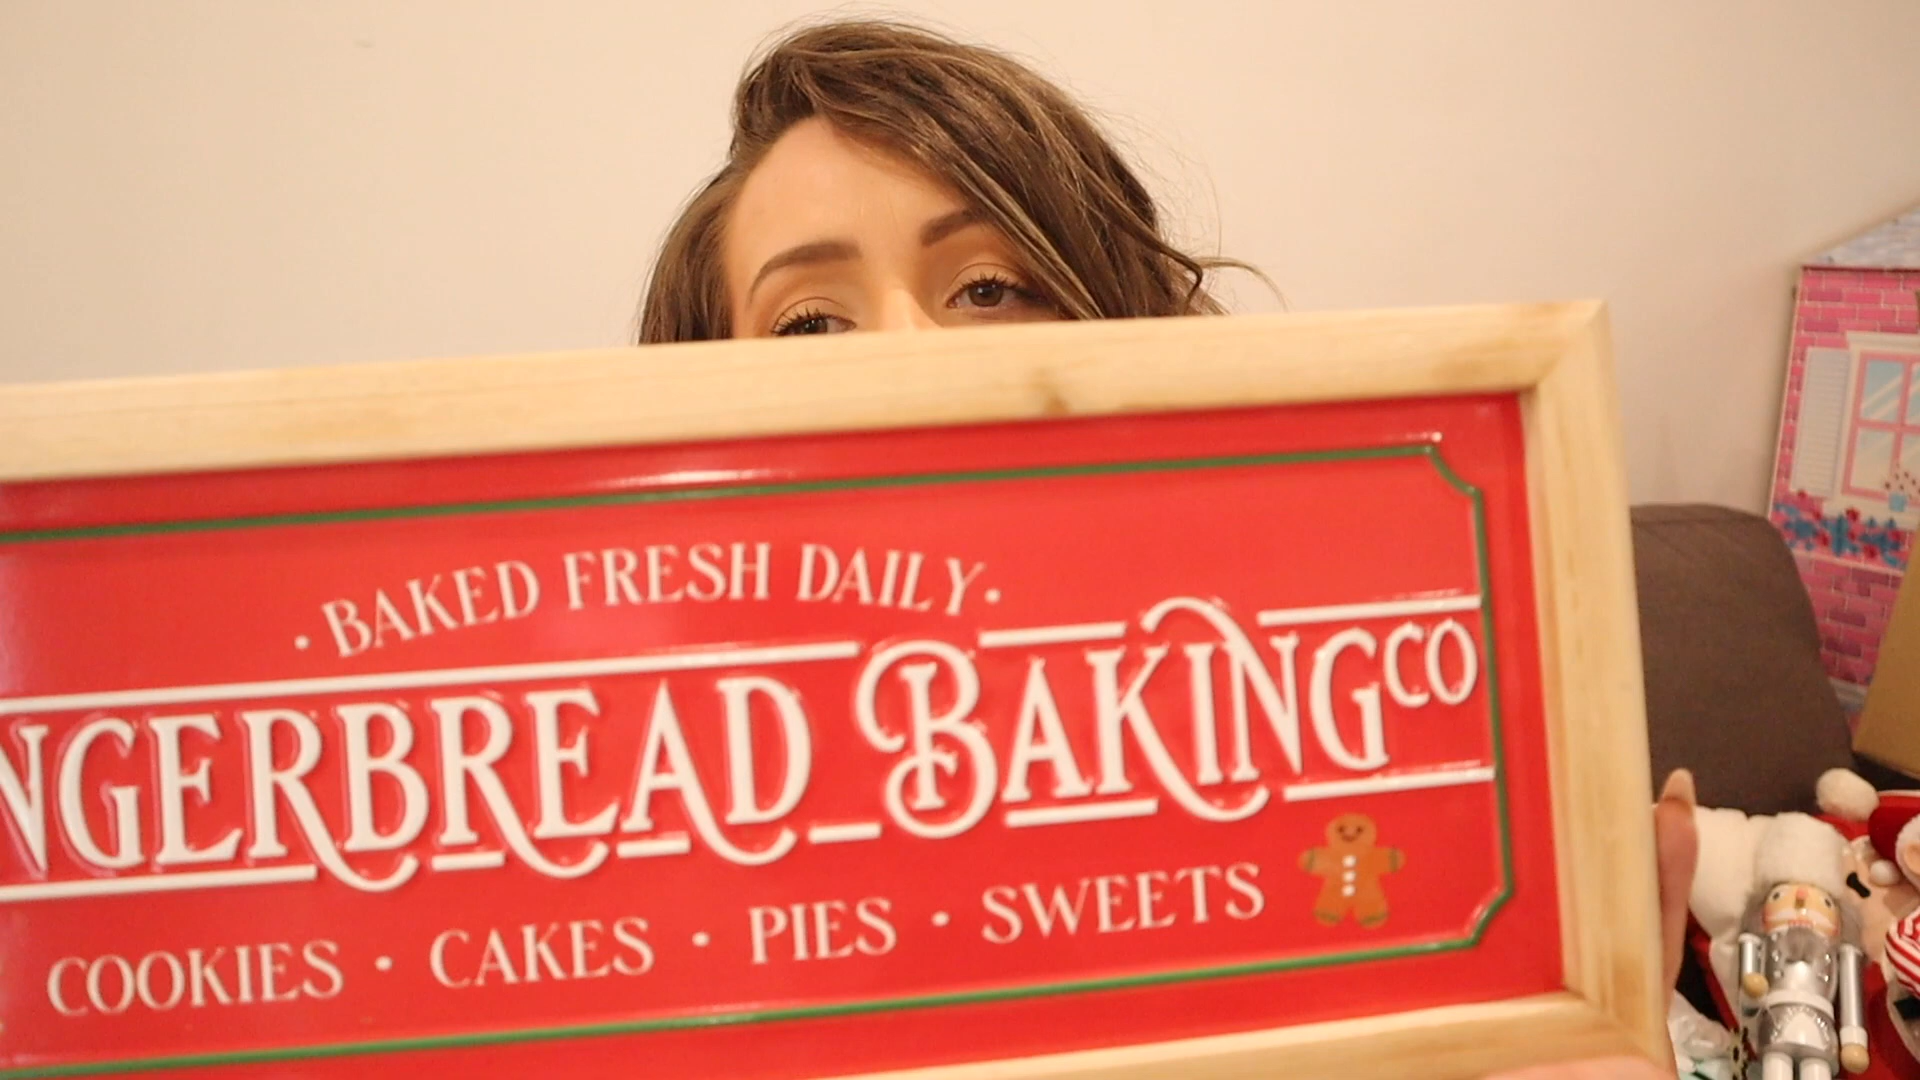 · BAKED FRESH DAILY ·
NGERBREAD BAKING CO
COOKIES · CAKES · PIES · SWEETS